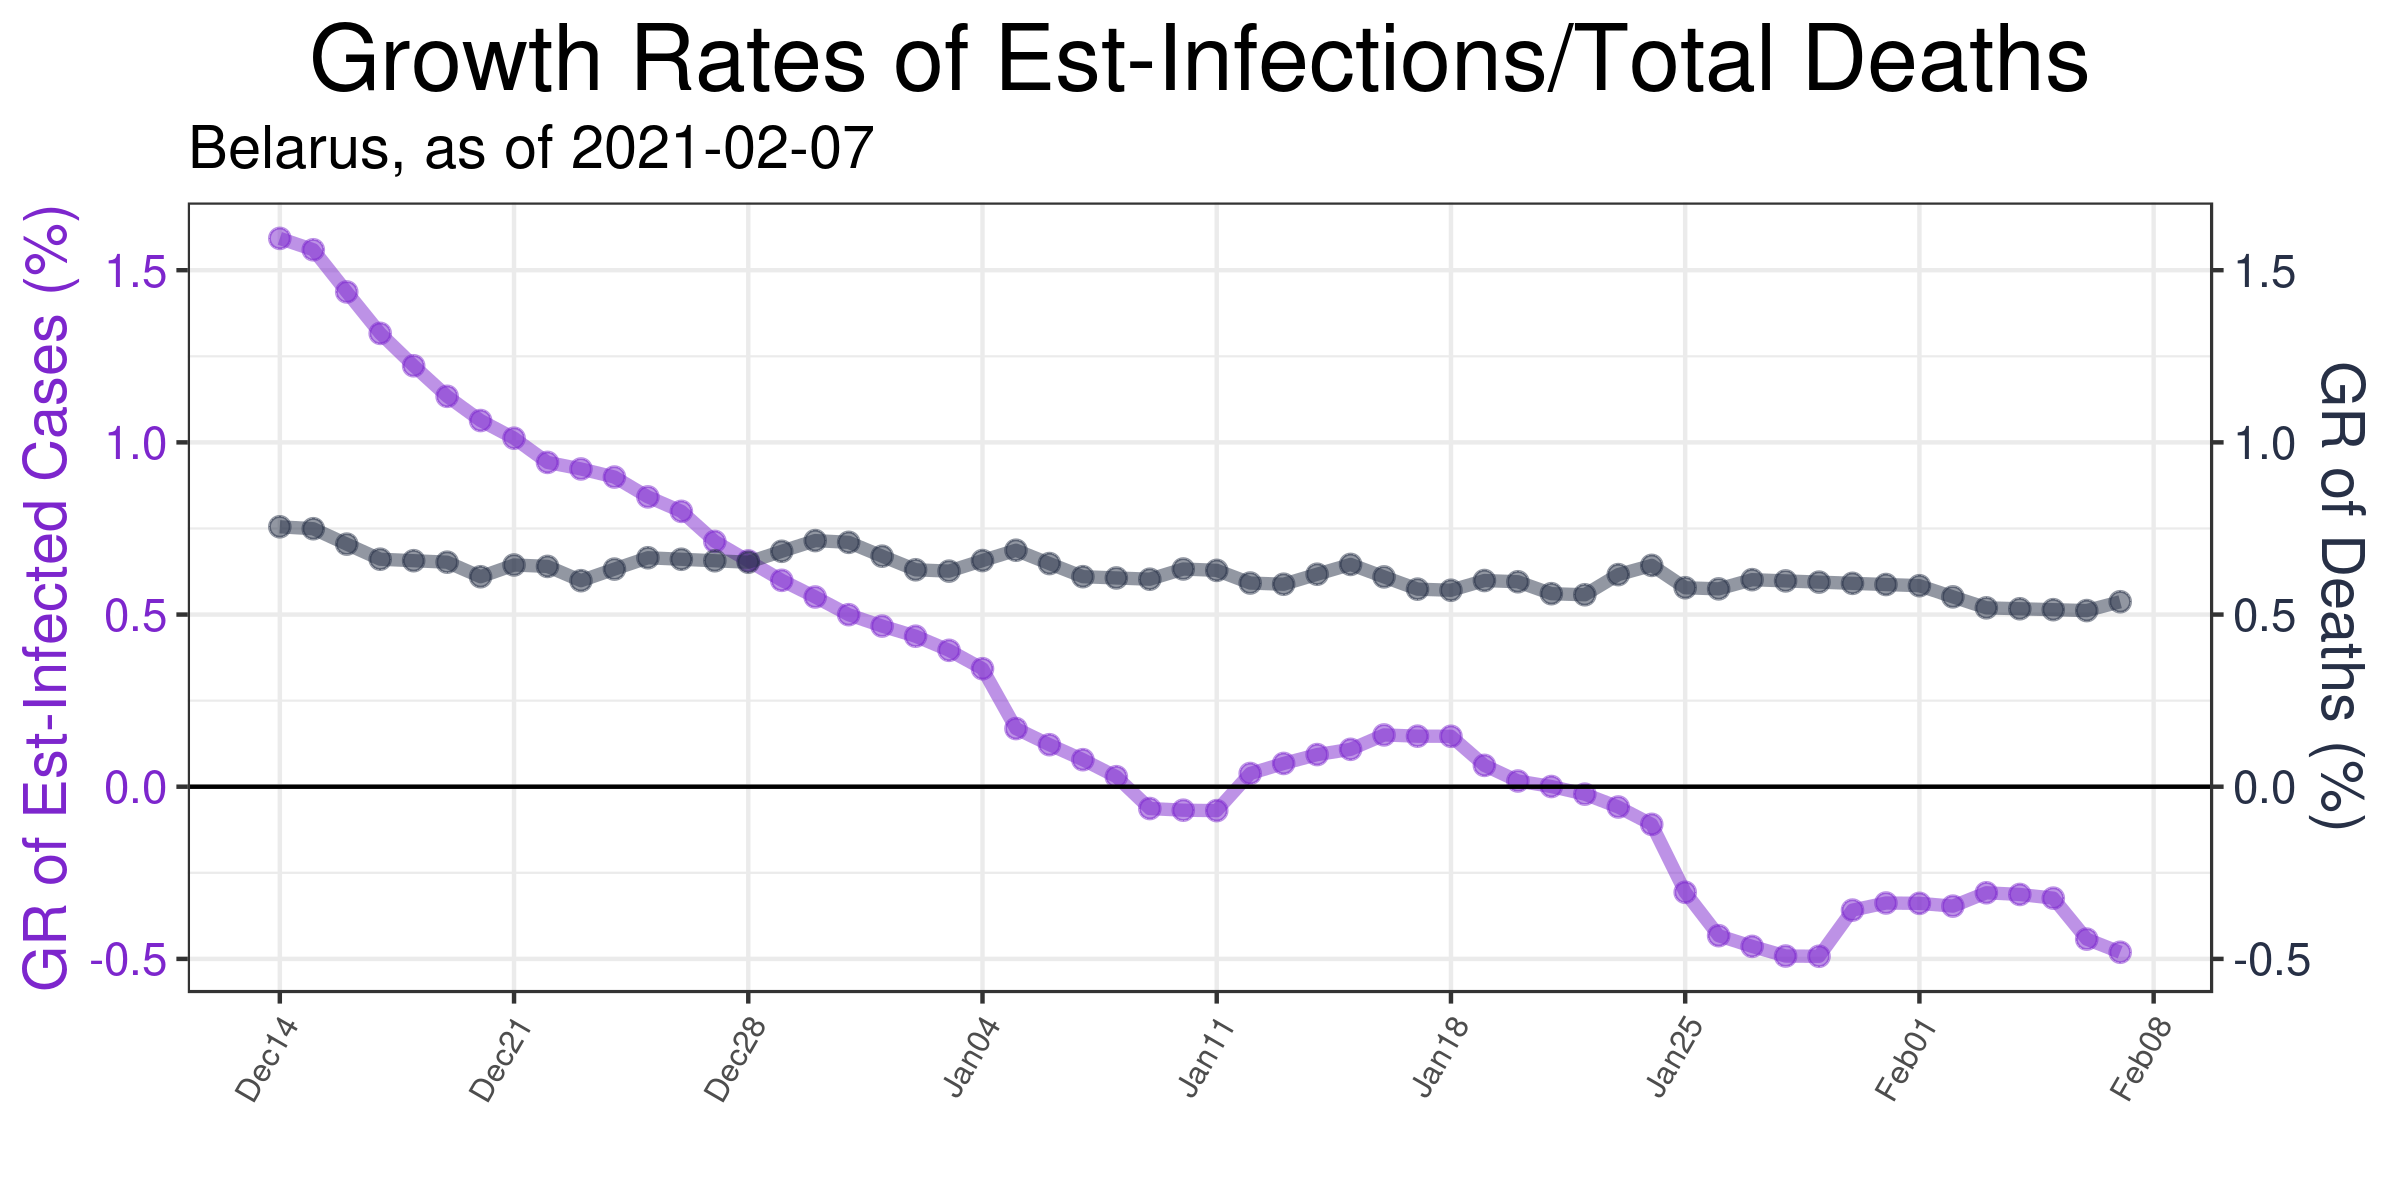 Growth Rates of Est-Infections/Total Deaths
Belarus, as of 2021-02-07
GR of Est-Infected Cases (%)
1.5
1.0
0.5
0.0
-0.5
1.5
1.0
0.5
0.0
-0.5
GR of Deaths (%)
Dec14
Dec21
Dec28
Jan04
Jan11
Jan18
Jan25
Feb01
Feb08